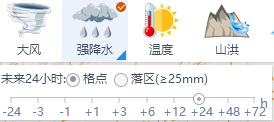 大风 强降水 温度 山洪
未来24小时: 格点 落区(≥25mm)
h
-24 -3 -1 +1 +3 +6 +12 +24 +48 +72